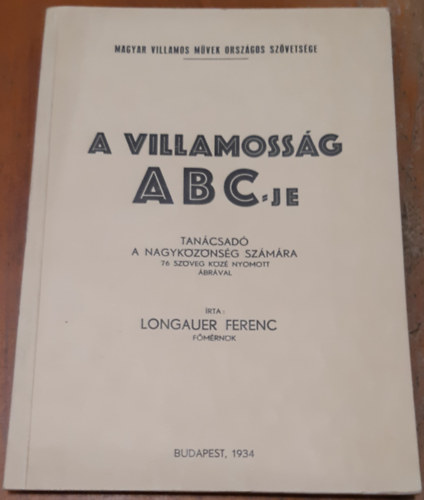 MAGYAR VILLAMOS MŰVEK ORSZÁGOS SZÖVETSÉGE
A VILLAMOSSÁG
ABC-JE
TANÁCSADÓ
A NAGYKÖZÖNSÉG SZÁMÁRA
76 SZÖVEG KÖZÉ NYOMOTT
ÁBRÁVAL
ÍRTA:
LONGAUER FERENC
FŐMÉRNÖK
BUDAPEST, 1934